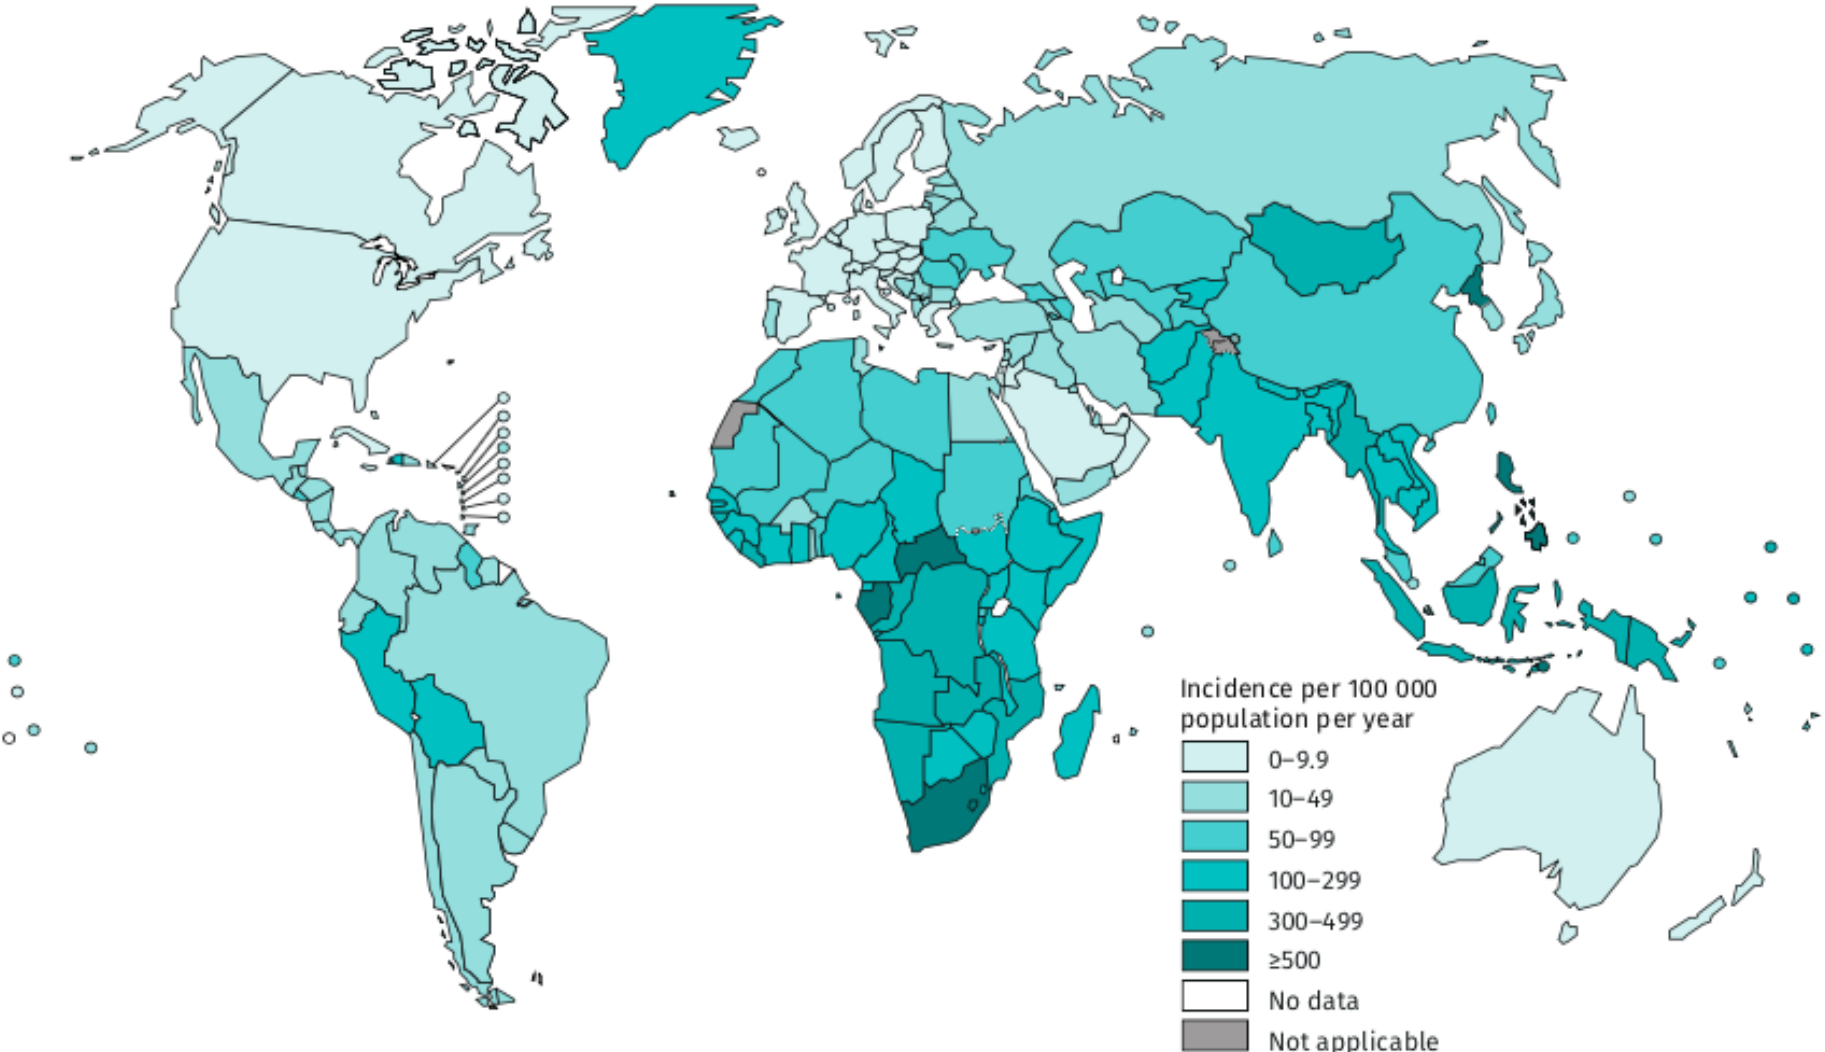 Incidence per 100 000
population per year
0–9.9
10–49
50–99
100–299
300–499
≥500
No data
Not applicable